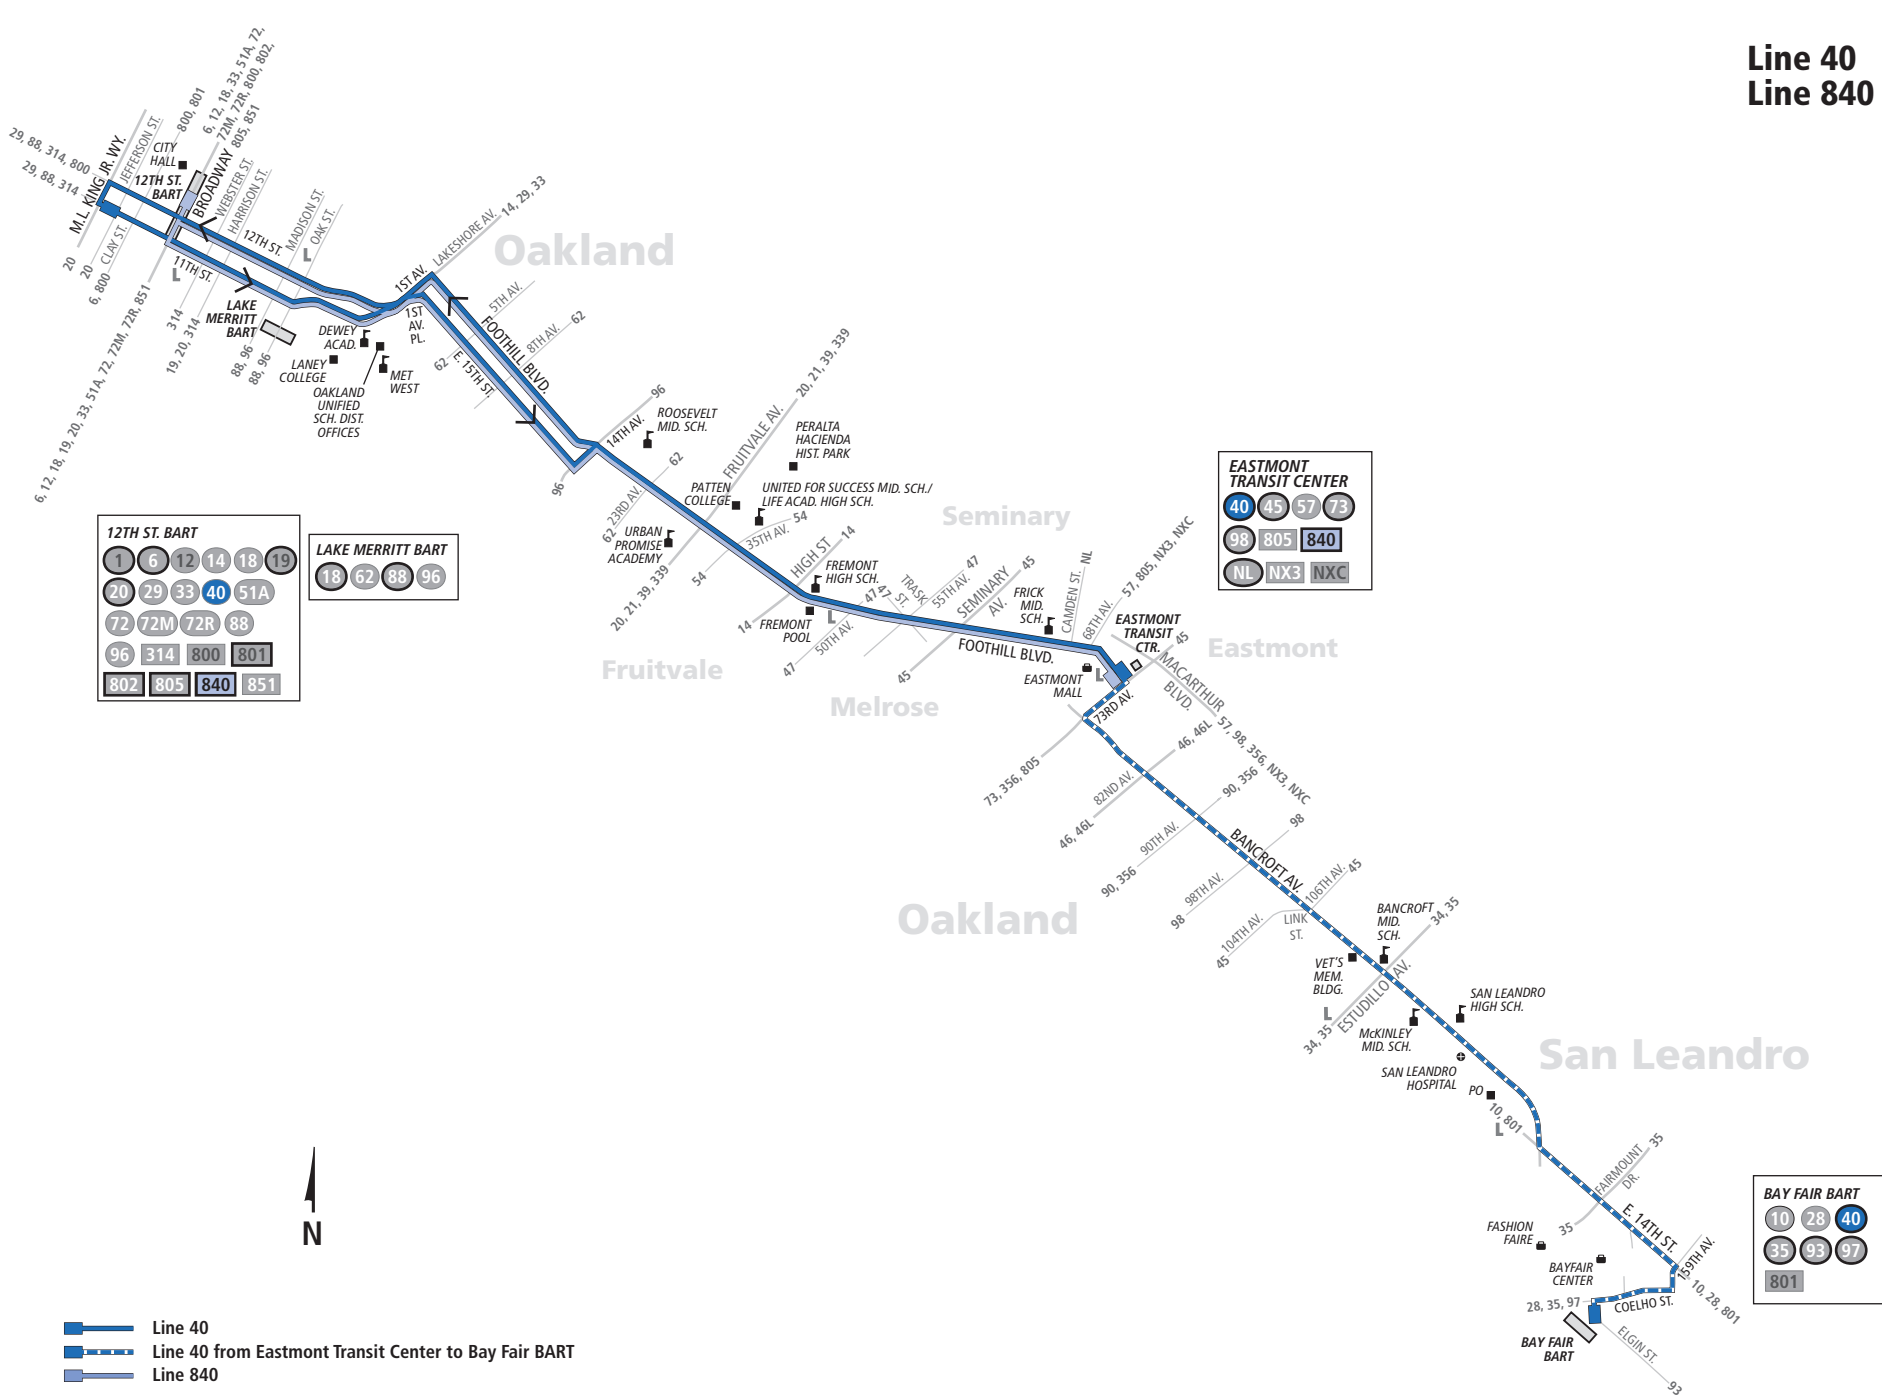 Line 40
Line 840
6, 12, 18, 33, 51A, 72,
72M, 72R, 800, 802,
805, 851
800, 801
29, 88, 314, 800
29, 88, 314
M.L KING JR. WY.
JEFFERSON ST.
CITY
HALL
12TH ST.
BART
BROADWAY
WEBSTER ST.
HARRISON ST.
MADISON ST.
OAK ST.
12TH ST.
11TH ST.
L
L
CLAY ST.
20
20
6, 800
6, 12, 18, 19, 20, 33, 51A, 72, 72M, 72R, 851
314
19, 20, 314
88, 96
88, 96
LAKE
MERRITT
BART
DEWEY
ACAD.
LANEY
COLLEGE
OAKLAND
UNIFIED
SCH. DIST.
OFFICES
MET
WEST
1ST AV.
1ST
AV.
PL.
LAKESHORE AV.
14, 29, 33
Oakland
5TH AV.
8TH AV.
62
62
FOOTHILL BLVD.
E. 15TH ST.
14TH AV.
96
96
ROOSEVELT
MID. SCH.
62
23RD AV.
62
FRUITVALE AV.
20, 21, 39, 339
20, 21, 39, 339
PERALTA
HACIENDA
HIST. PARK
PATTEN
COLLEGE
UNITED FOR SUCCESS MID. SCH./
LIFE ACAD. HIGH SCH.
URBAN
PROMISE
ACADEMY
54
35TH AV.
54
HIGH ST
14
14
FREMONT
HIGH SCH.
FREMONT
POOL
L
47
47
50TH AV.
47
TRASK
ST.
55TH AV.
47
SEMINARY
AV.
45
45
Seminary
Fruitvale
Melrose
Eastmont
FRICK
MID.
SCH.
CAMDEN ST.
NL
68TH AV.
57, 805, NX3, NXC
FOOTHILL BLVD.
EASTMONT
TRANSIT
CTR.
45
EASTMONT
MALL
L
73RD AV.
MACARTHUR
BLVD.
57, 98, 356, NX3, NXC
73, 356, 805
46, 46L
82ND AV.
46, 46L
90, 356
90TH AV.
90, 356
98
98TH AV.
98
BANCROFT AV.
106TH AV.
45
LINK
ST.
104TH AV.
45
Oakland
BANCROFT
MID.
SCH.
34, 35
VET'S
MEM.
BLDG.
L
ESTUDILLO AV.
34, 35
McKINLEY
MID. SCH.
SAN LEANDRO
HIGH SCH.
SAN LEANDRO
HOSPITAL
San Leandro
PO
10, 801
L
FAIRMOUNT
DR.
35
35
E. 14TH ST.
FASHION
FAIRE
BAYFAIR
CENTER
159TH AV.
10, 28, 801
28, 35, 97
COELHO ST.
ELGIN ST.
93
BAY FAIR
BART
12TH ST. BART
1 6 12 14 18 19
20 29 33 40 51A
72 72M 72R 88
96 314 800 801
802 805 840 851
LAKE MERRITT BART
18 62 88 96
EASTMONT
TRANSIT CENTER
40 45 57 73
98 805 840
NL NX3 NXC
BAY FAIR BART
10 28 40
35 93 97
801
N
Line 40
Line 40 from Eastmont Transit Center to Bay Fair BART
Line 840